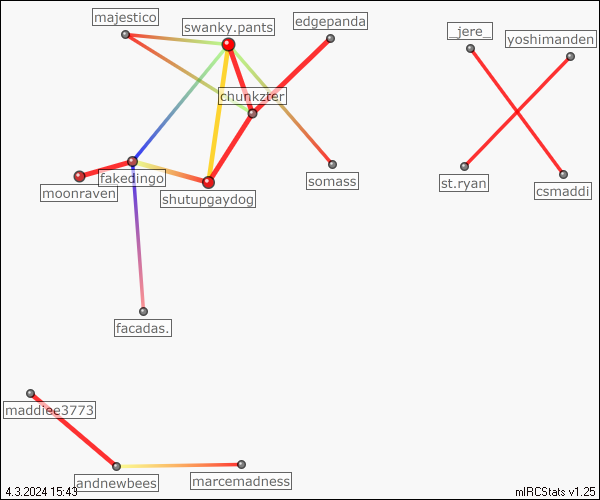 majestico
swanky.pants
edgepanda
_jere_
yoshimanden
chunkzter
moonraven
fakedingo
shutupgaydog
somass
st.ryan
csmaddi
facadas.
maddiee3773
andnewbees
marcemadness
4.3.2024 15:43
mIRCStats v1.25